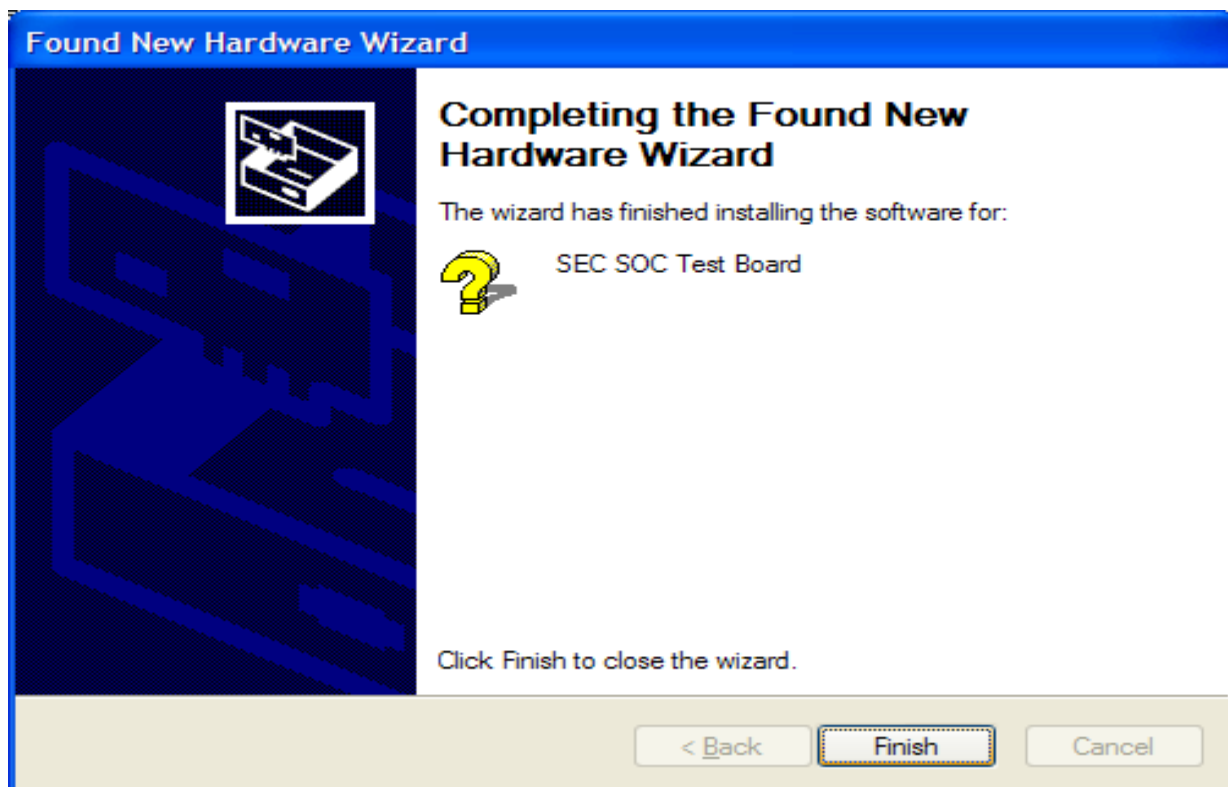 Found New Hardware Wizard
Completing the Found New
Hardware Wizard
The wizard has finished installing the software for:
SEC SOC Test Board
Click Finish to close the wizard.
< Back
Finish
Cancel